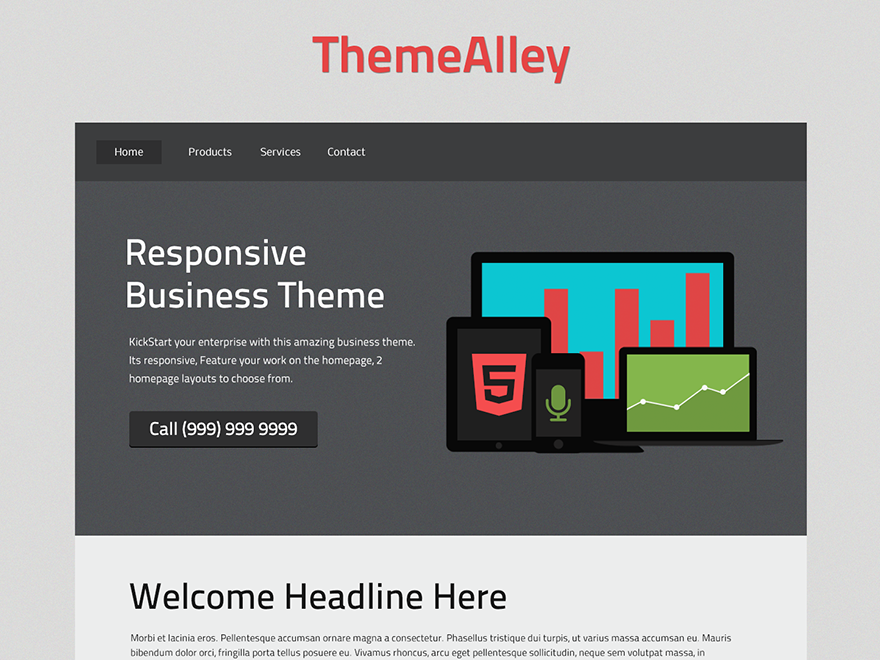 ThemeAlley
Home Products Services Contact
Responsive
Business Theme
KickStart your enterprise with this amazing business theme.
Its responsive, Feature your work on the homepage, 2
homepage layouts to choose from.
5
Call (999) 999 9999
Welcome Headline Here
Morbi et lacinia eros. Pellentesque accumsan ornare magna a consectetur. Phasellus tristique dui turpis, ut varius massa accumsan eu. Mauris
bibendum dolor orci, fringilla porta tellus posuere eu. Vivamus rhoncus, arcu eget pellentesque sollicitudin, neque sem volutpat massa, in